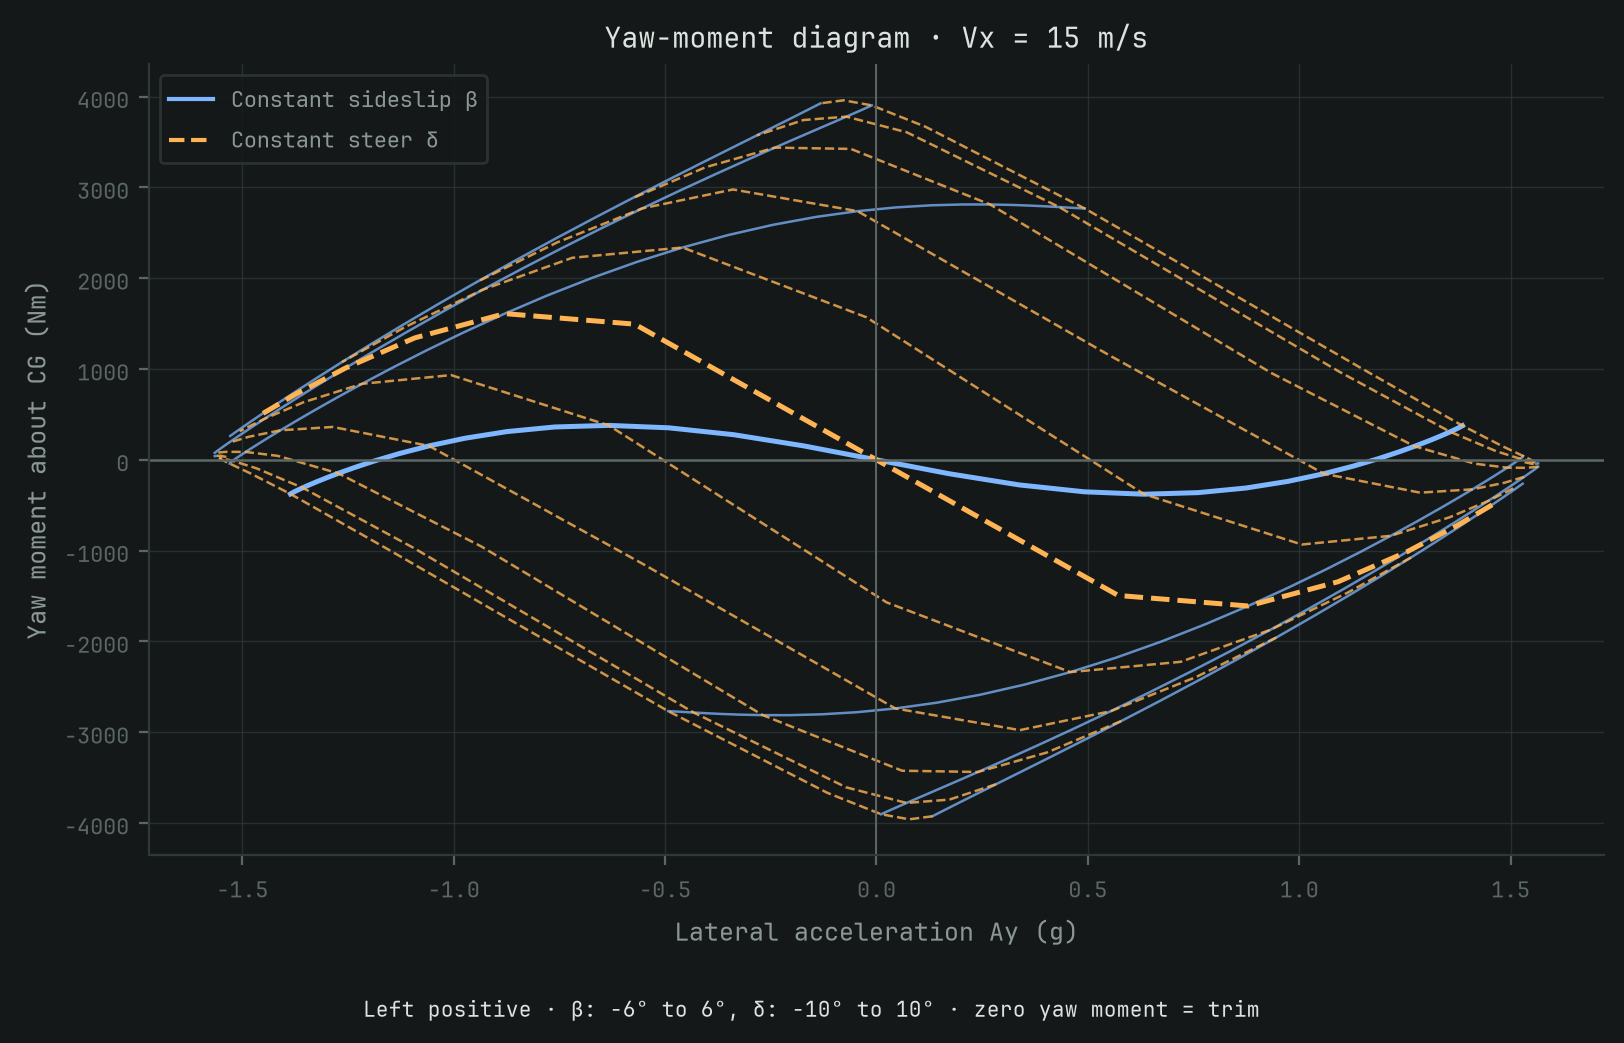 Yaw-moment diagram · Vx = 15 m/s
Constant sideslip β
Constant steer δ
Yaw moment about CG (Nm)
4000
3000
2000
1000
0
-1000
-2000
-3000
-4000
-1.5
-1.0
-0.5
0.0
0.5
1.0
1.5
Lateral acceleration Ay (g)
Left positive · β: -6° to 6°, δ: -10° to 10° · zero yaw moment = trim